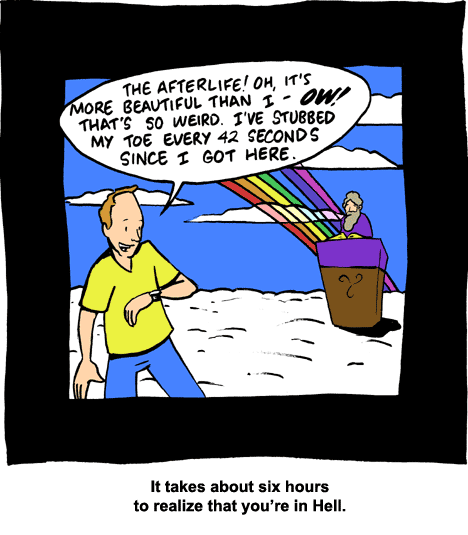 THE AFTERLIFE! OH, IT'S
MORE BEAUTIFUL THAN I - OW!
THAT'S SO WEIRD. I'VE STUBBED
MY TOE EVERY 42 SECONDS
SINCE I GOT HERE.
It takes about six hours
to realize that you're in Hell.